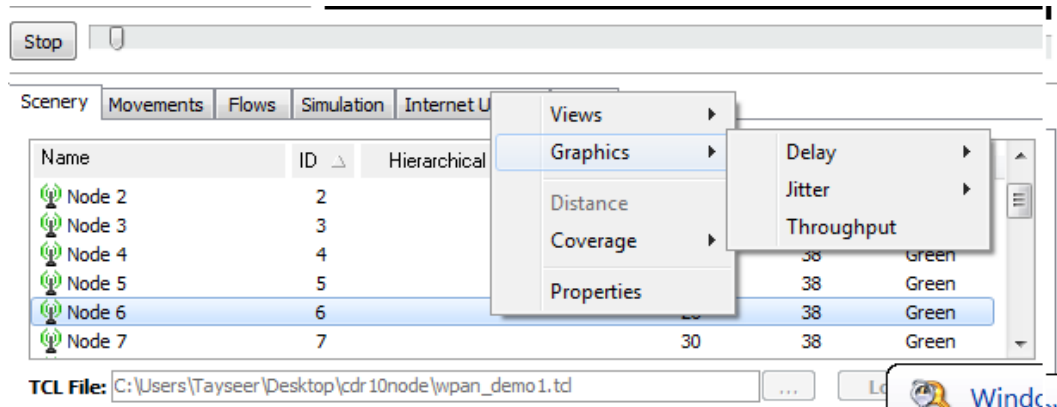 Stop
Scenery Movements Flows Simulation Internet U
Views
Graphics
Distance
Coverage
Properties
Delay
Jitter
Throughput
Name ID Hierarchical
Node 2 2
Node 3 3
Node 4 4 38 Green
Node 5 5 38 Green
Node 6 6 38 Green
Node 7 7 30 38 Green
TCL File: C:\Users\Tayseer\Desktop\cdr10node\wpan_demo1.tcl ...